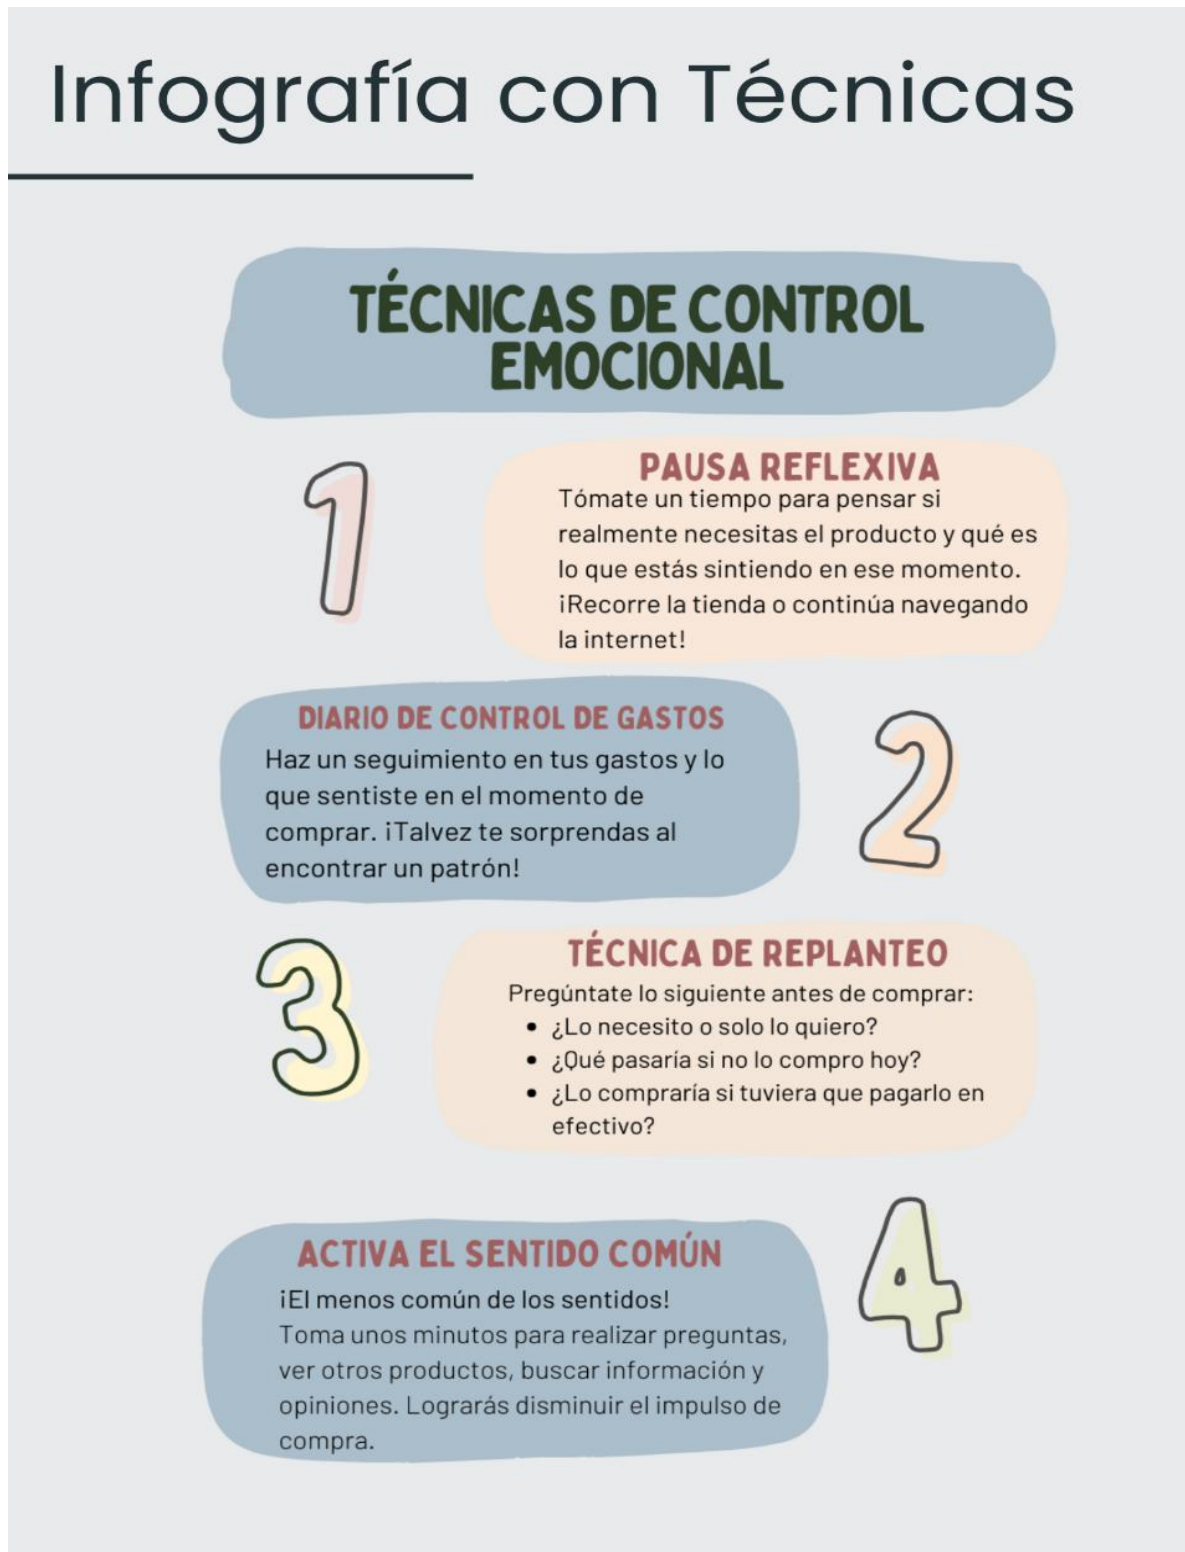 Infografía con Técnicas
TÉCNICAS DE CONTROL
EMOCIONAL
1
PAUSA REFLEXIVA
Tómate un tiempo para pensar si
realmente necesitas el producto y qué es
lo que estás sintiendo en ese momento.
¡Recorre la tienda o continúa navegando
la internet!
DIARIO DE CONTROL DE GASTOS
Haz un seguimiento en tus gastos y lo
que sentiste en el momento de
comprar. ¡Talvez te sorprendas al
encontrar un patrón!
2
3
TÉCNICA DE REPLANTEO
Pregúntate lo siguiente antes de comprar:
• ¿Lo necesito o solo lo quiero?
• ¿Qué pasaría si no lo compro hoy?
• ¿Lo compraría si tuviera que pagarlo en
efectivo?
ACTIVA EL SENTIDO COMÚN
¡El menos común de los sentidos!
Toma unos minutos para realizar preguntas,
ver otros productos, buscar información y
opiniones. Lograrás disminuir el impulso de
compra.
4